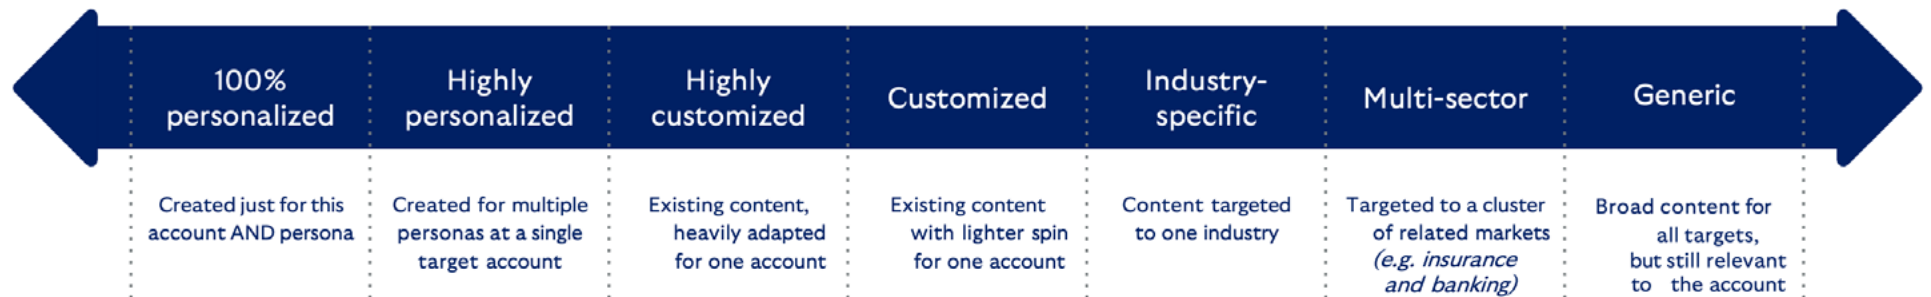 100%
personalized
Highly
personalized
Highly
customized
Customized
Industry-
specific
Multi-sector
Generic
Created just for this
account AND persona
Created for multiple
personas at a single
target account
Existing content,
heavily adapted
for one account
Existing content
with lighter spin
for one account
Content targeted
to one industry
Targeted to a cluster
of related markets
(e.g. insurance
and banking)
Broad content for
all targets,
but still relevant
to the account